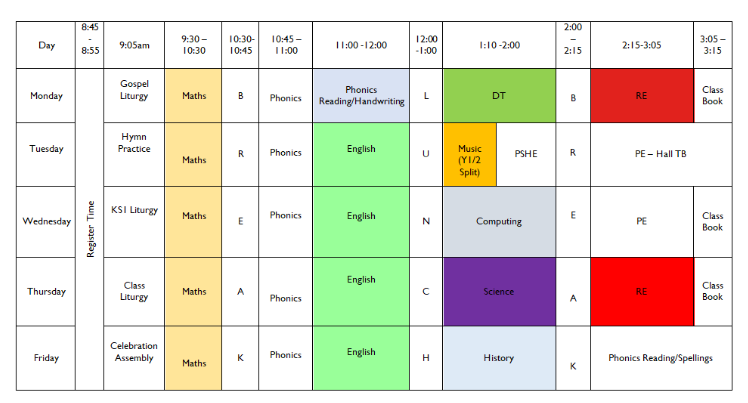 Day
8:45
-
8:55
9:05am
9:30 –
10:30
10:30-
10:45
10:45 –
11:00
11:00 -12:00
12:00
-1:00
1:10 -2:00
2:00
–
2:15
2:15-3:05
3:05 –
3:15
Register Time
Monday
Gospel
Liturgy
Maths
B
Phonics
Phonics
Reading/Handwriting
L
DT
B
RE
Class
Book
Tuesday
Hymn
Practice
Maths
R
Phonics
English
U
Music
(Y1/2
Split)
PSHE
R
PE – Hall TB
Wednesday
KS1 Liturgy
Maths
E
Phonics
English
N
Computing
E
PE
Class
Book
Thursday
Class
Liturgy
Maths
A
Phonics
English
C
Science
A
RE
Class
Book
Friday
Celebration
Assembly
Maths
K
Phonics
English
H
History
K
Phonics Reading/Spellings